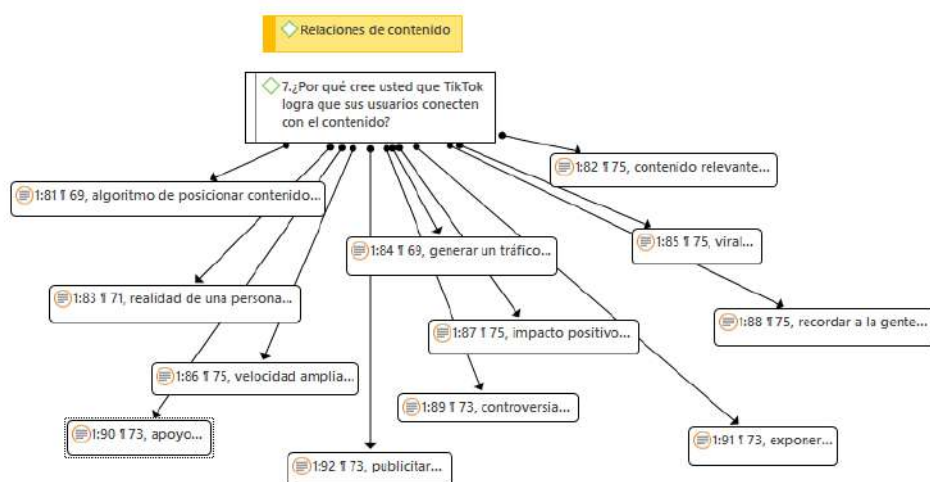 Relaciones de contenido
7.¿Por qué cree usted que TikTok
logra que sus usuarios conecten
con el contenido?
1:82 ¶ 75, contenido relevante...
1:81 ¶ 69, algoritmo de posicionar contenido...
1:84 ¶ 69, generar un tráfico...
1:85 ¶ 75, viral...
1:83 ¶ 71, realidad de una persona...
1:88 ¶ 75, recordar a la gente...
1:87 ¶ 75, impacto positivo...
1:86 ¶ 75, velocidad amplia...
1:89 ¶ 73, controversia...
1:90 ¶ 73, apoyo...
1:91 ¶ 73, exponer...
1:92 ¶ 73, publicitar...